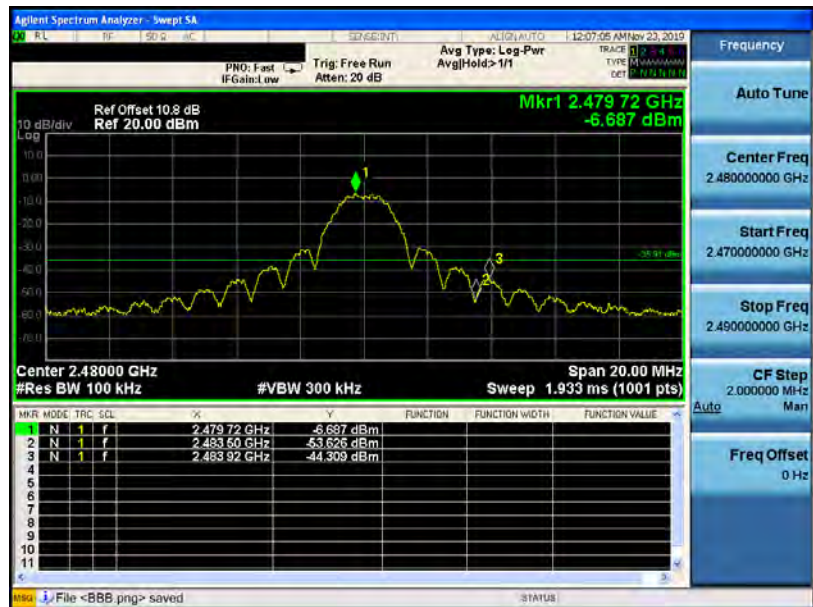 Agilent Spectrum Analyzer - Swept SA
RL RF 50 Ω AC SENSE:INT ALIGN AUTO 12:07:05 AM Nov 23, 2019
PNO: Fast Trig: Free Run Avg Type: Log-Pwr TRACE 1 2 3 4 5 6
IFGain:Low Atten: 20 dB Avg|Hold:>1/1 TYPE M
DET P N N N N N
Frequency
Auto Tune
Center Freq
2.480000000 GHz
Start Freq
2.470000000 GHz
Stop Freq
2.490000000 GHz
CF Step
2.000000 MHz
Auto Man
Freq Offset
0 Hz
Mkr1 2.479 72 GHz
-6.687 dBm
Ref Offset 10.8 dB
10 dB/div Ref 20.00 dBm
Log
10.0
0.00
-10.0
-20.0
-30.0
-40.0
-50.0
-60.0
-70.0
1
2
3
Center 2.48000 GHz Span 20.00 MHz
#Res BW 100 kHz #VBW 300 kHz Sweep 1.933 ms (1001 pts)
MKR MODE TRC SCL X Y FUNCTION FUNCTION WIDTH FUNCTION VALUE
1 N 1 f 2.479 72 GHz -6.687 dBm
2 N 1 f 2.483 50 GHz -53.626 dBm
3 N 1 f 2.483 92 GHz -44.309 dBm
4
5
6
7
8
9
10
11
MSG File <BBB.png> saved STATUS